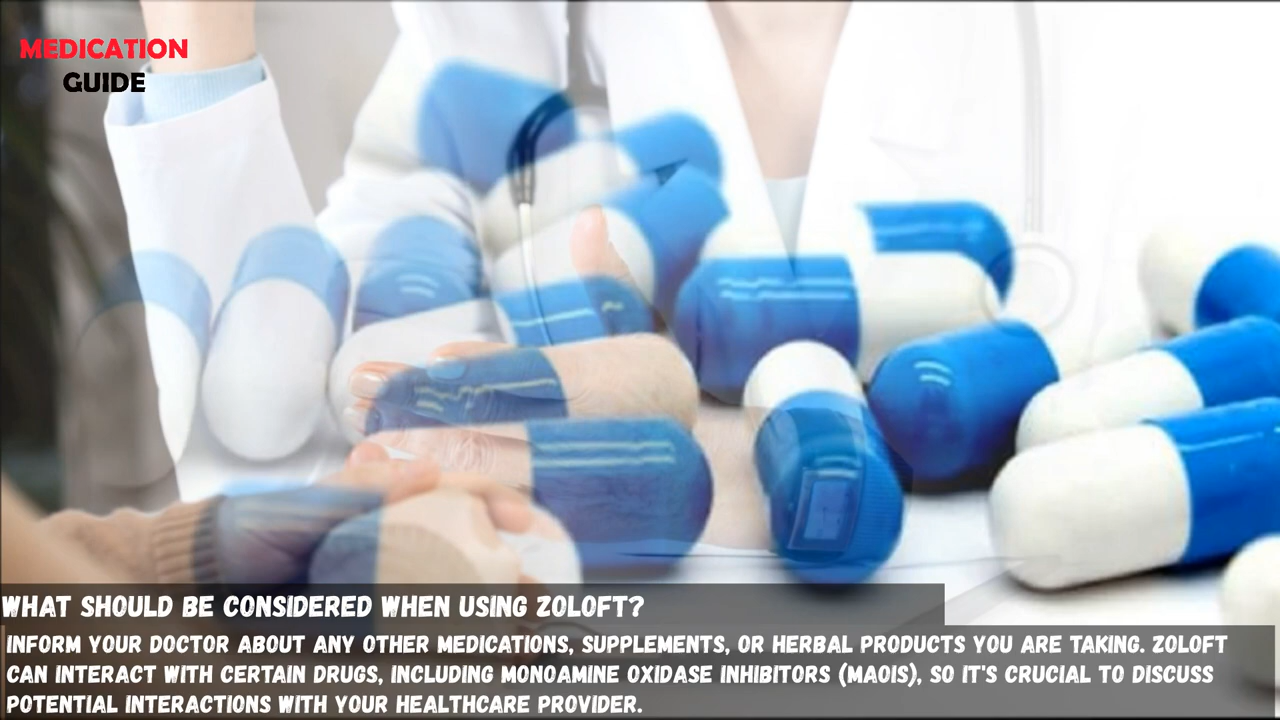 MEDICATION
GUIDE
WHAT SHOULD BE CONSIDERED WHEN USING ZOLOFT?
INFORM YOUR DOCTOR ABOUT ANY OTHER MEDICATIONS, SUPPLEMENTS, OR HERBAL PRODUCTS YOU ARE TAKING. ZOLOFT
CAN INTERACT WITH CERTAIN DRUGS, INCLUDING MONOAMINE OXIDASE INHIBITORS (MAOIS), SO IT'S CRUCIAL TO DISCUSS
POTENTIAL INTERACTIONS WITH YOUR HEALTHCARE PROVIDER.